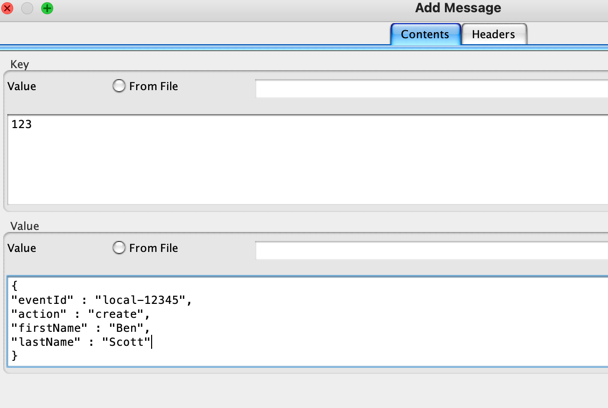 Add Message
Contents Headers
Key
Value From File
123
Value
Value From File
{
"eventId" : "local-12345",
"action" : "create",
"firstName" : "Ben",
"lastName" : "Scott"
}